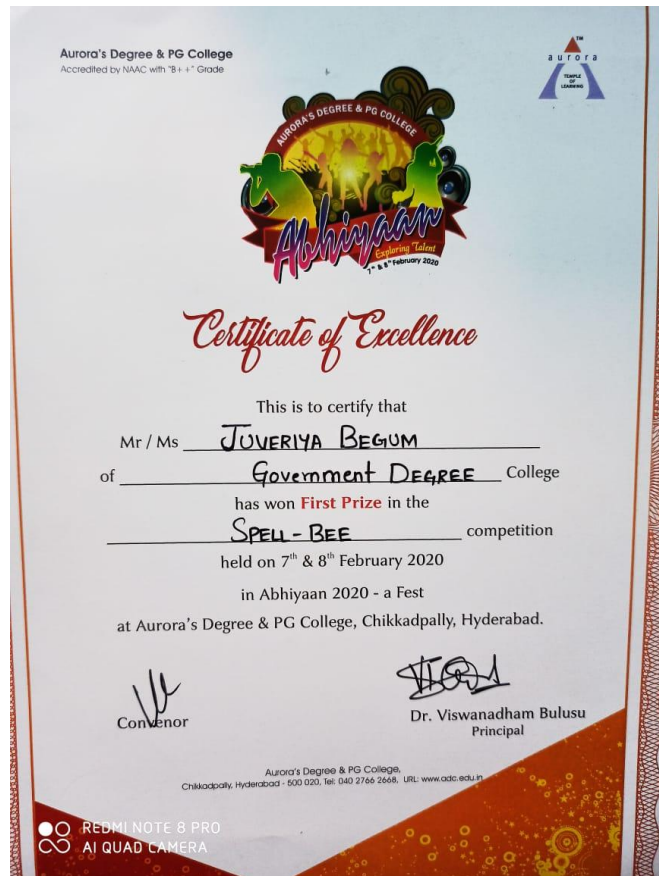 Aurora's Degree & PG College
Accredited by NAAC with "B++" Grade
TM
aurora
TEMPLE
OF
LEARNING
AURORA'S DEGREE & PG COLLEGE
Abhiyaan
Exploring Talent
7th & 8th February 2020
Certificate of Excellence
This is to certify that
Mr / Ms JUVERIYA BEGUM
of Government DEGREE College
has won First Prize in the
SPELL-BEE competition
held on 7th & 8th February 2020
in Abhiyaan 2020 - a Fest
at Aurora's Degree & PG College, Chikkadpally, Hyderabad.
Convenor
Dr. Viswanadham Bulusu
Principal
Aurora's Degree & PG College,
Chikkadpally, Hyderabad - 500 020. Tel: 040 2766 2668, URL: www.adc.edu.in
REDMI NOTE 8 PRO
AI QUAD CAMERA